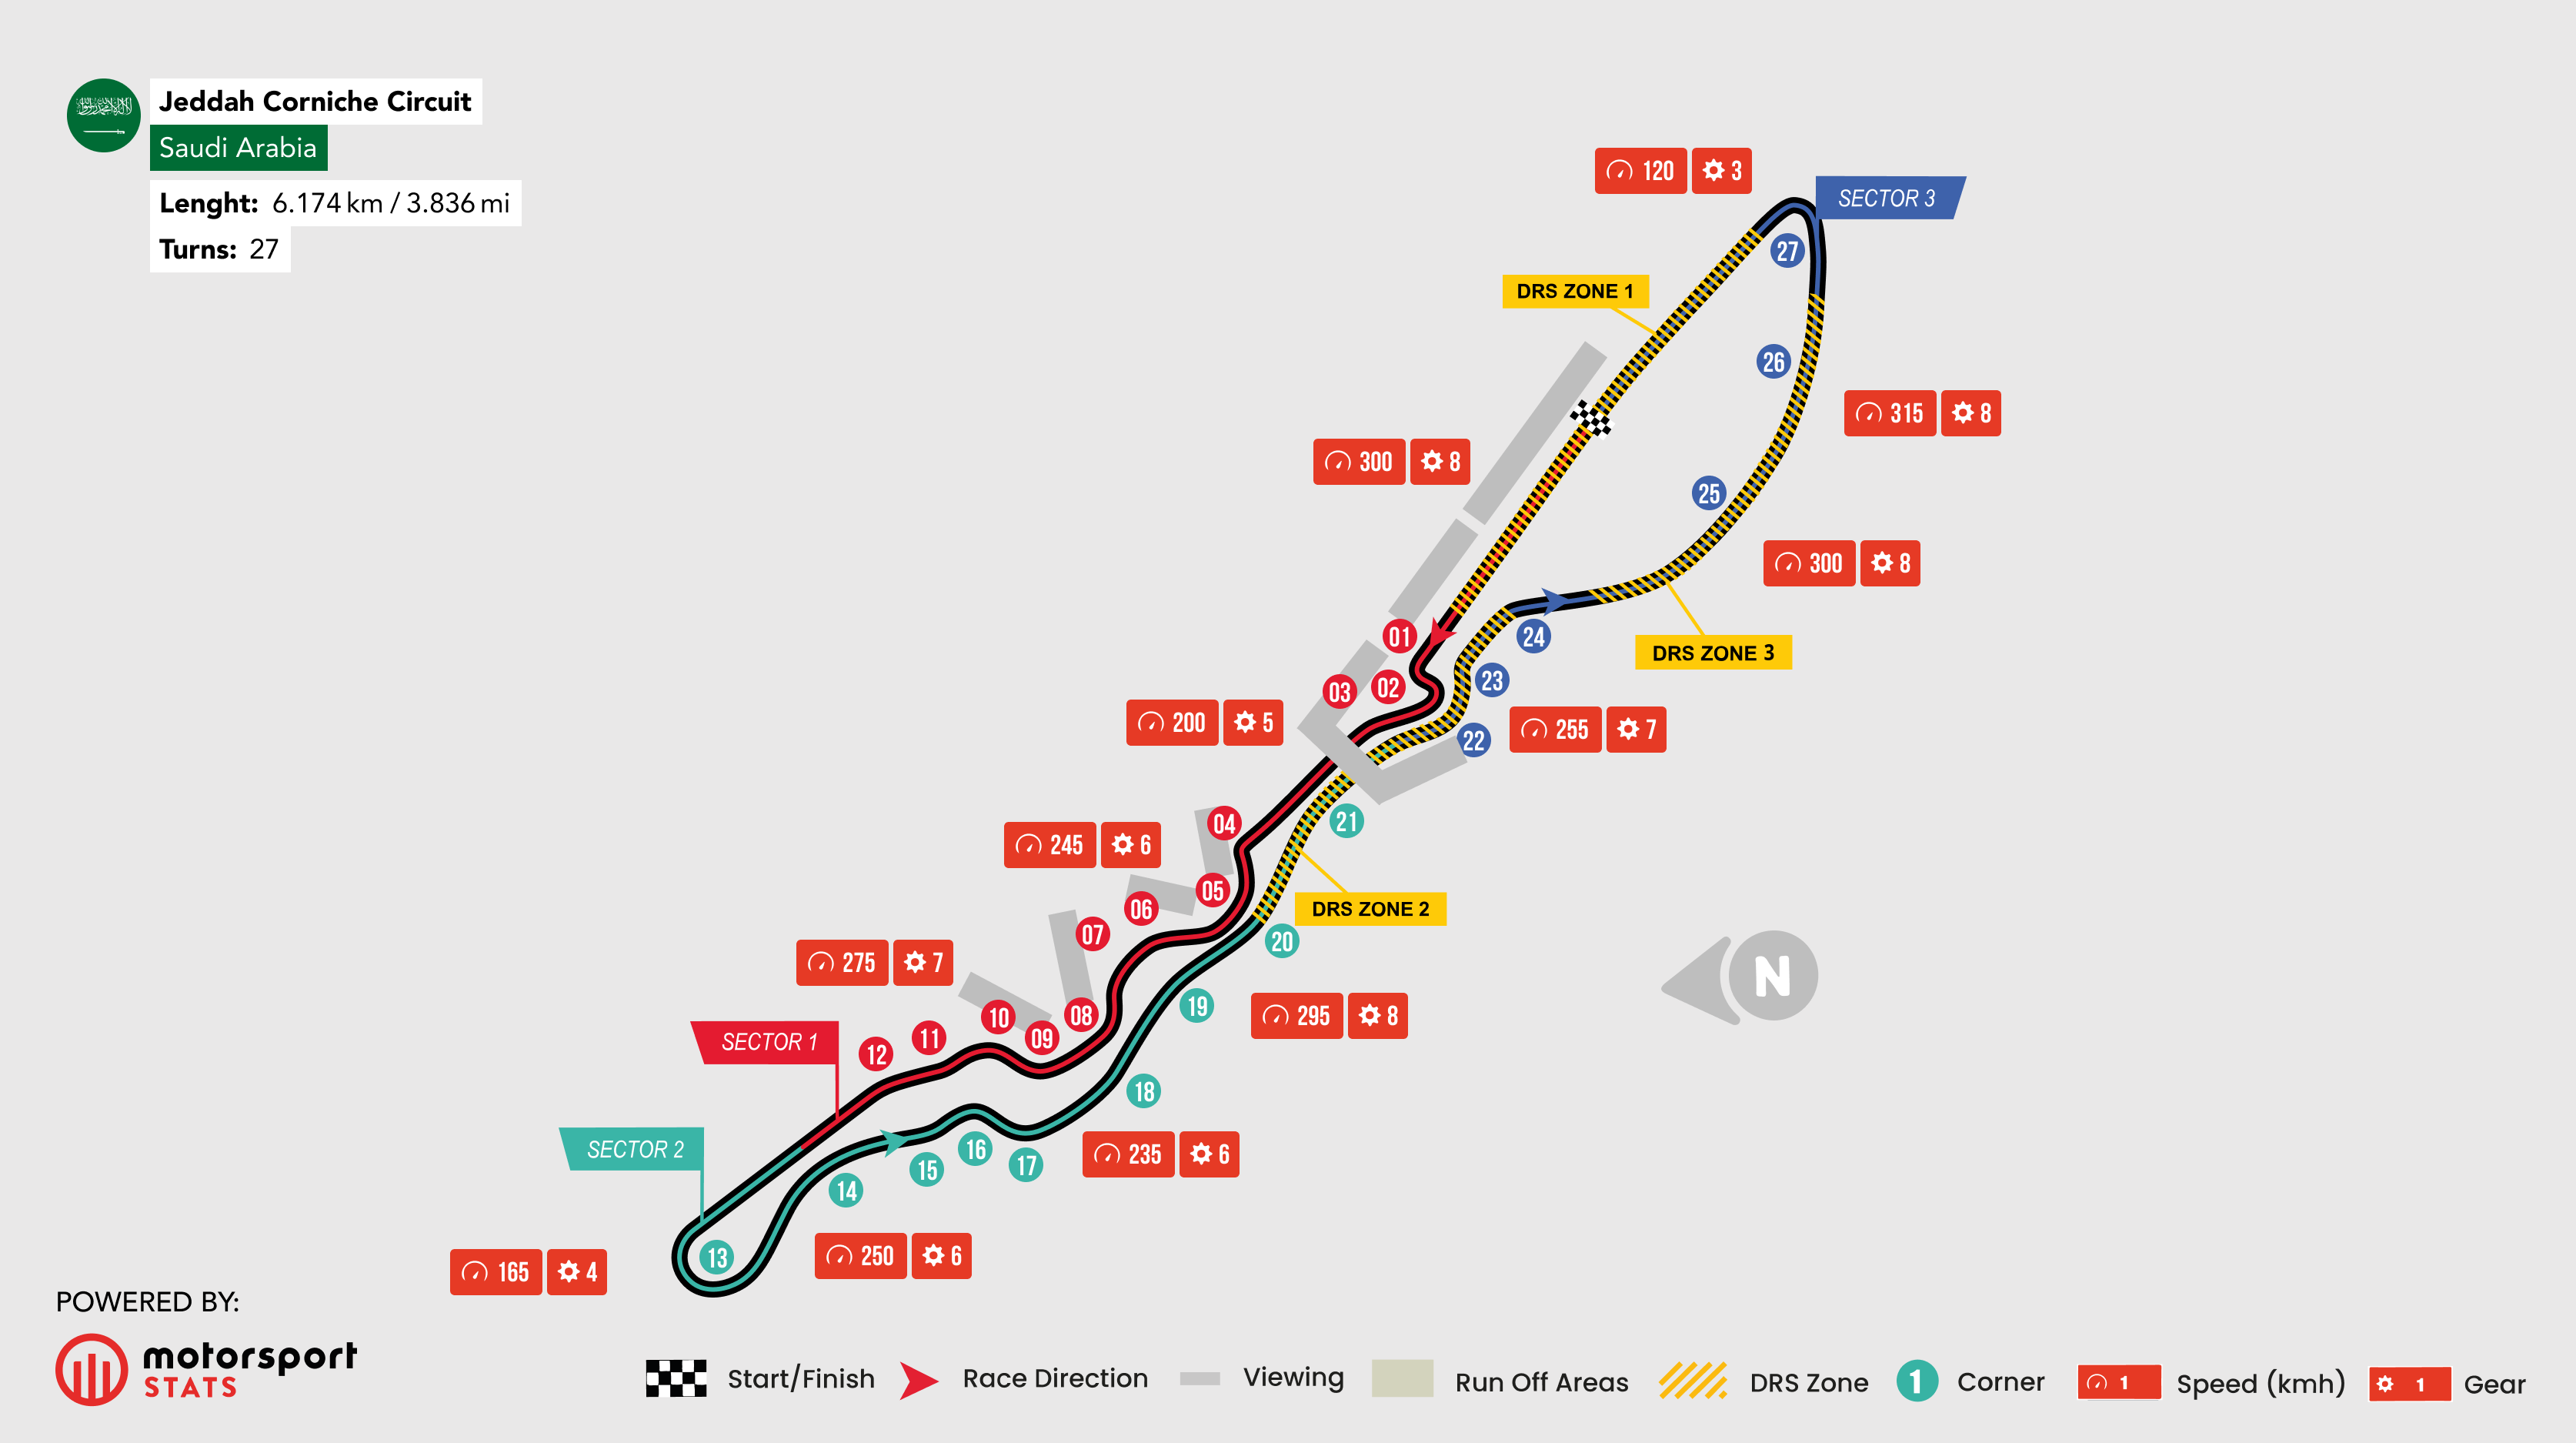 Jeddah Corniche Circuit
Saudi Arabia
Lenght: 6.174 km / 3.836 mi
Turns: 27
120 3
SECTOR 3
27
DRS ZONE 1
26
315 8
300 8
25
300 8
01
24
DRS ZONE 3
03 02
23
200 5
22
255 7
04
21
245 6
05
06
DRS ZONE 2
07
20
275 7
N
10
08
19
295 8
SECTOR 1
12
11
09
18
SECTOR 2
16
235 6
15
17
14
13
250 6
165 4
POWERED BY:
motorsport
STATS
Start/Finish Race Direction Viewing Run Off Areas DRS Zone 1 Corner 1 Speed (kmh) 1 Gear